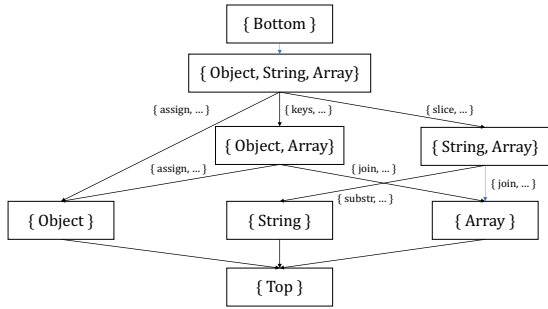 { Bottom }
{ Object, String, Array}
{ assign, ... }
{ keys, ... }
{ slice, ... }
{ Object, Array}
{ String, Array}
{ assign, ... }
{ join, ... }
{ join, ... }
{ substr, ... }
{ Object }
{ String }
{ Array }
{ Top }